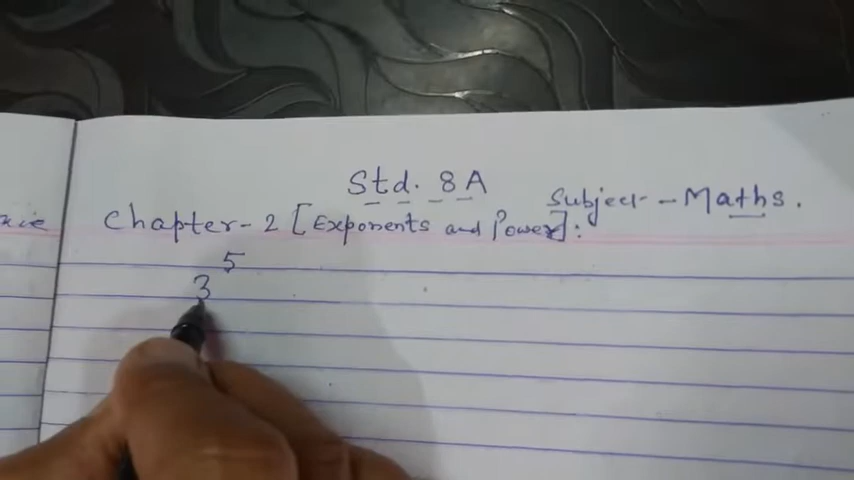 Std. 8A
Subject - Maths.
Chapter - 2 [Exponents and Power]:
3⁵